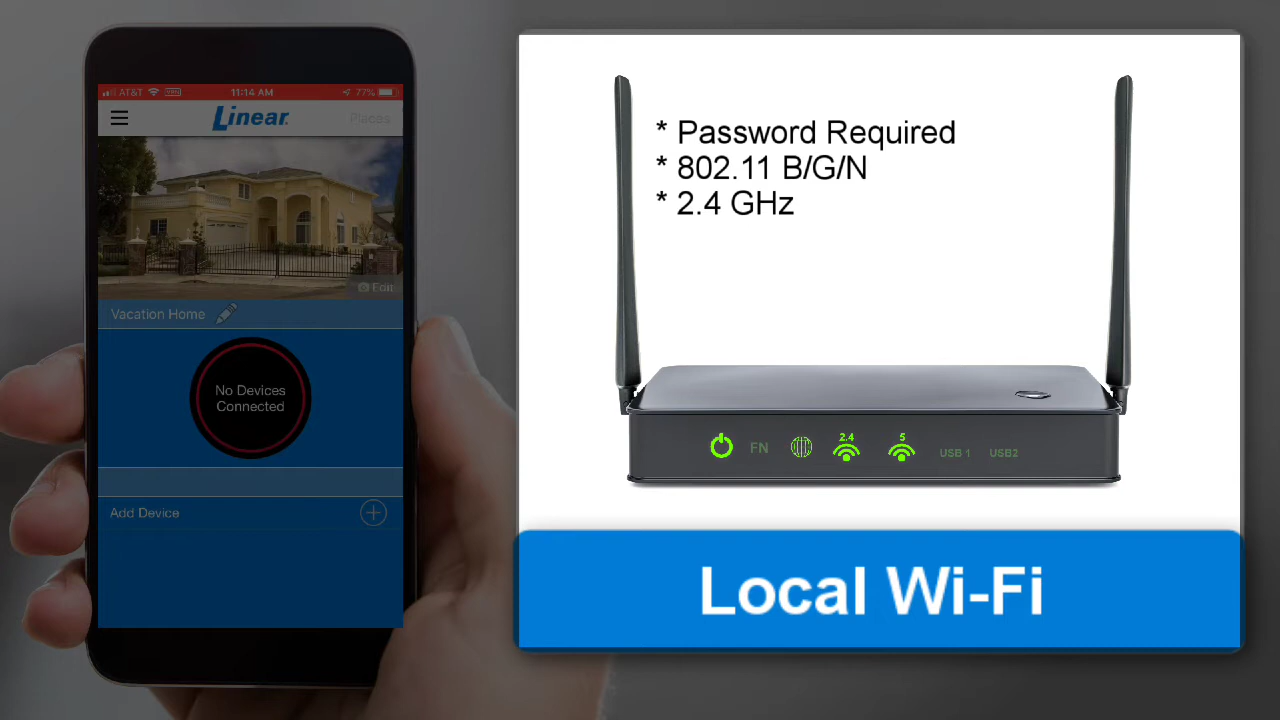 AT&T VPN 11:14 AM 77%
Linear Places
Edit
Vacation Home
No Devices
Connected
Add Device
* Password Required
* 802.11 B/G/N
* 2.4 GHz
FN 2.4 5 USB 1 USB2
Local Wi-Fi